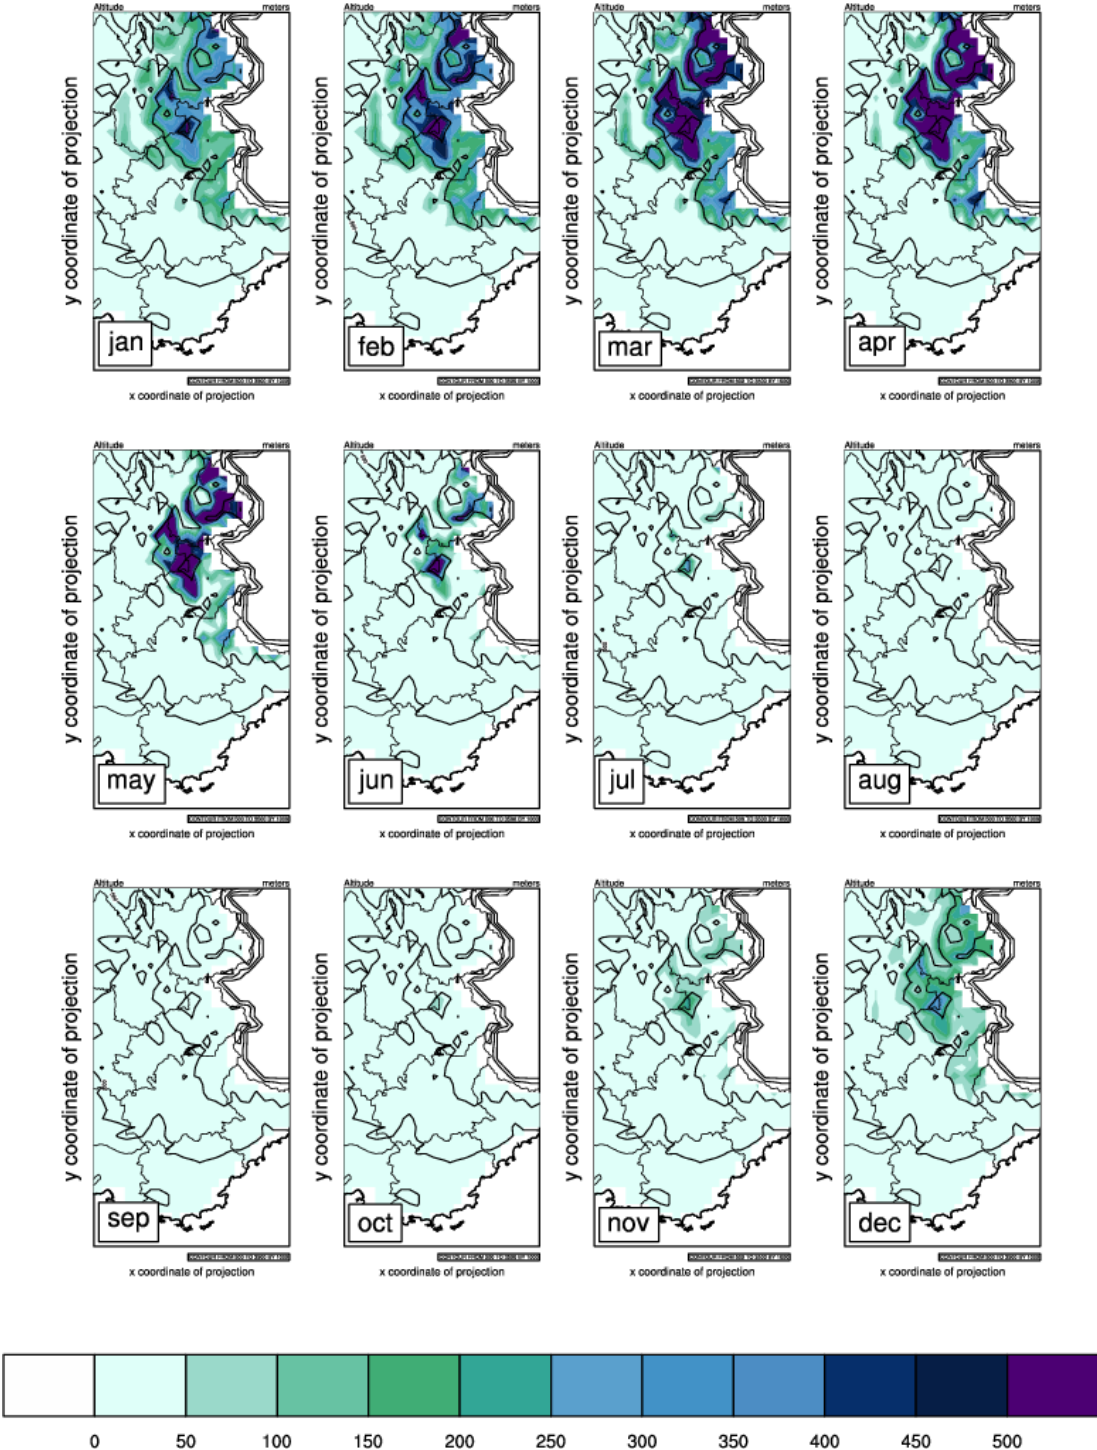 Altitude meters Altitude meters Altitude meters Altitude meters
y coordinate of projection y coordinate of projection y coordinate of projection y coordinate of projection
jan feb mar apr
x coordinate of projection x coordinate of projection x coordinate of projection x coordinate of projection
Altitude meters Altitude meters Altitude meters Altitude meters
y coordinate of projection y coordinate of projection y coordinate of projection y coordinate of projection
may jun jul aug
x coordinate of projection x coordinate of projection x coordinate of projection x coordinate of projection
Altitude meters Altitude meters Altitude meters Altitude meters
y coordinate of projection y coordinate of projection y coordinate of projection y coordinate of projection
sep oct nov dec
x coordinate of projection x coordinate of projection x coordinate of projection x coordinate of projection
0 50 100 150 200 250 300 350 400 450 500